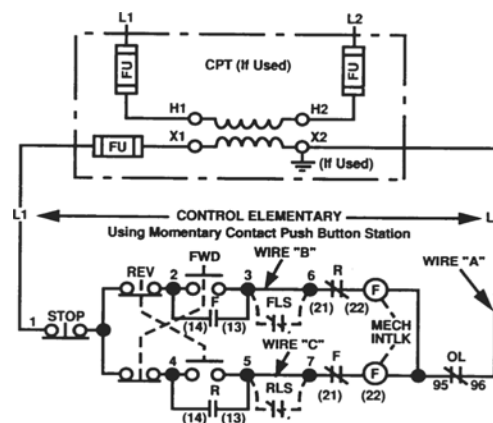 L1 L2
FU CPT (If Used) FU
H1 H2
X1 X2
FU (If Used)
L1 CONTROL ELEMENTARY L
Using Momentary Contact Push Button Station
FWD WIRE "B" WIRE "A"
REV 2 3 6 R
F FLS F
(14) (13) (21) (22)
1 STOP MECH
INTLK
WIRE "C"
4 5 7 F OL
R RLS F
(14) (13) (21) (22) 95 96